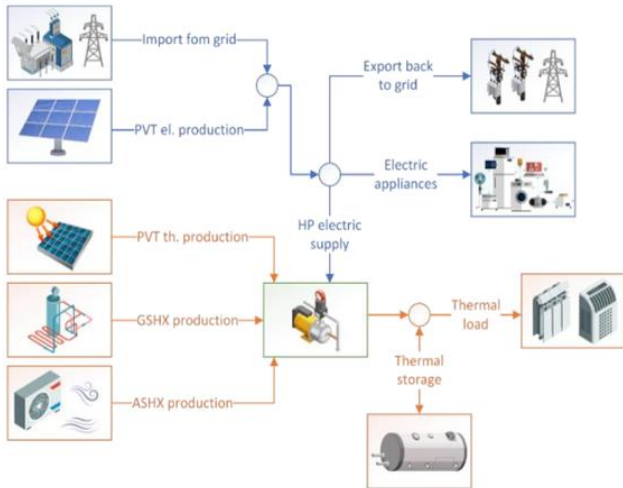 Import fom grid
Export back
to grid
PVT el. production
Electric
appliances
HP electric
supply
PVT th. production
GSHX production
Thermal
load
Thermal
storage
ASHX production